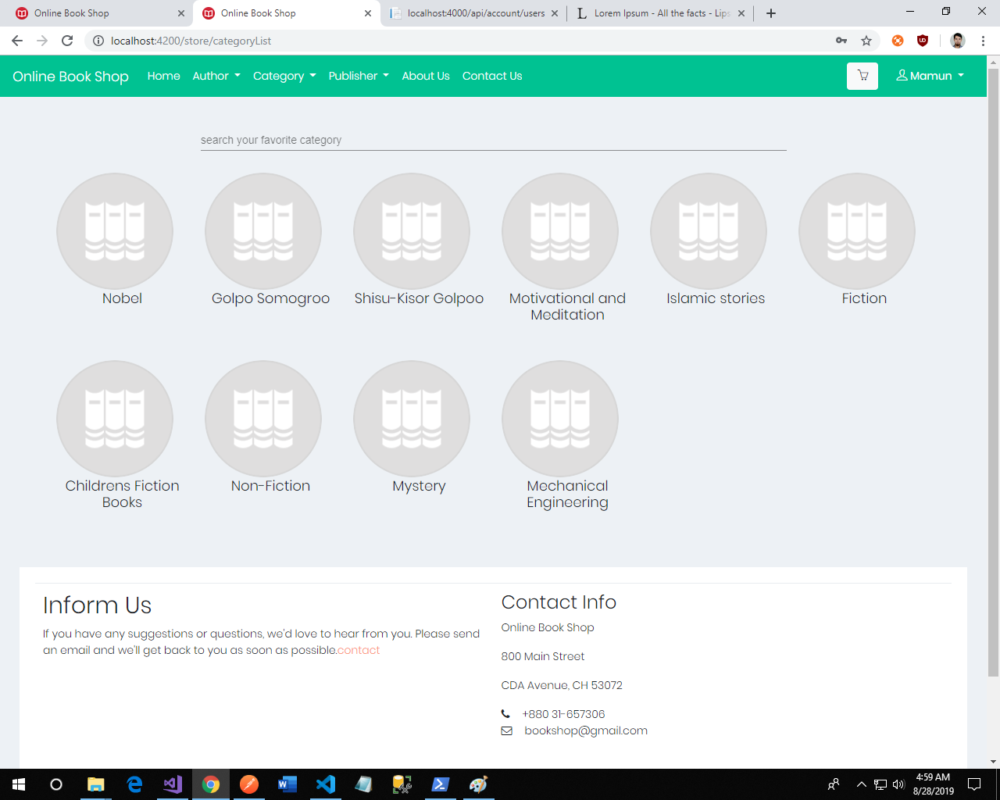 Online Book Shop
Online Book Shop
localhost:4000/api/account/users
Lorem Ipsum - All the facts - Lips
localhost:4200/store/categoryList
Online Book Shop Home Author Category Publisher About Us Contact Us Mamun
search your favorite category
Nobel
Golpo Somogroo
Shisu-Kisor Golpoo
Motivational and
Meditation
Islamic stories
Fiction
Childrens Fiction
Books
Non-Fiction
Mystery
Mechanical
Engineering
Inform Us
If you have any suggestions or questions, we'd love to hear from you. Please send
an email and we'll get back to you as soon as possible.contact
Contact Info
Online Book Shop
800 Main Street
CDA Avenue, CH 53072
+880 31-657306
bookshop@gmail.com
4:59 AM
8/28/2019